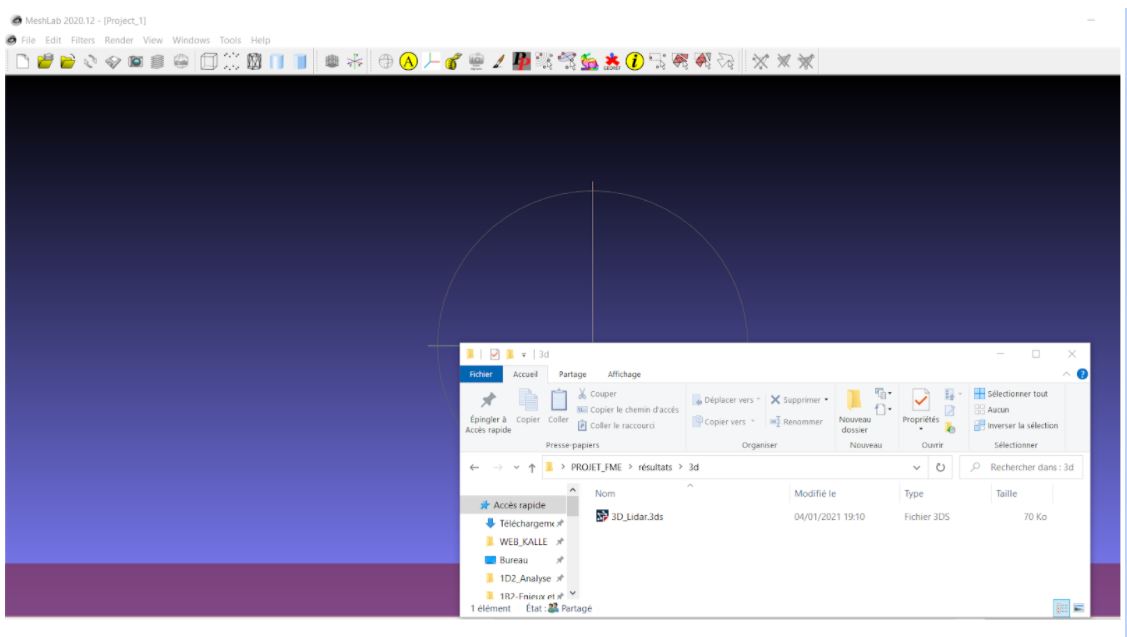 MeshLab 2020.12 - [Project_1]
File Edit Filters Render View Windows Tools Help
A
Pp
i
GEOREF
3d
Fichier Accueil Partage Affichage
Épingler à Accès rapide
Copier
Coller
Couper
Copier le chemin d'accès
Coller le raccourci
Presse-papiers
Déplacer vers
Copier vers
Supprimer
Renommer
Organiser
Nouveau dossier
Nouveau
Propriétés
Ouvrir
Sélectionner tout
Aucun
Inverser la sélection
Sélectionner
> PROJET_FME > résultats > 3d
Rechercher dans : 3d
Nom Modifié le Type Taille
3D_Lidar.3ds 04/01/2021 19:10 Fichier 3DS 70 Ko
Accès rapide
Téléchargeme
WEB_KALLE
Bureau
1D2_Analyse
1B2-Enjeux et
1 élément État : Partagé